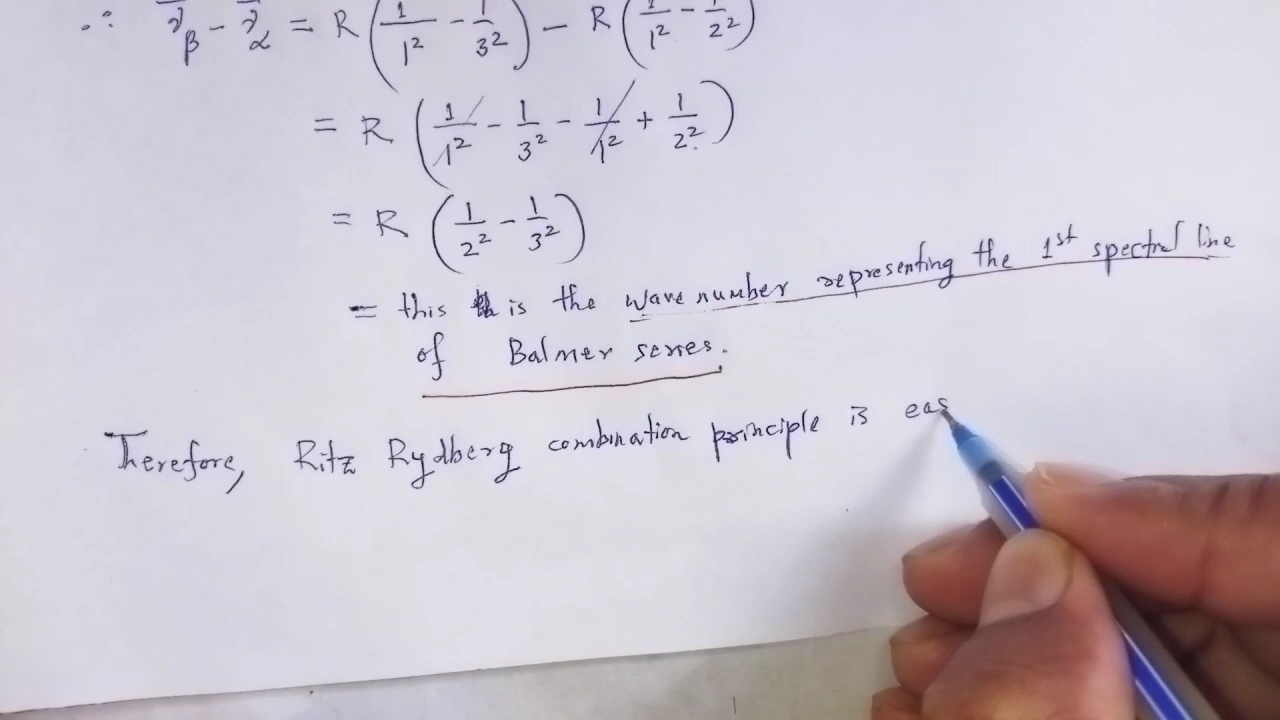 ∴ ν̄β - ν̄α = R (1/1² - 1/3²) - R (1/1² - 1/2²)
= R (1/1² - 1/3² - 1/1² + 1/2²)
= R (1/2² - 1/3²)
= this is the wave number representing the 1st spectral line
of Balmer series.
Therefore, Ritz Rydberg combination principle is eas